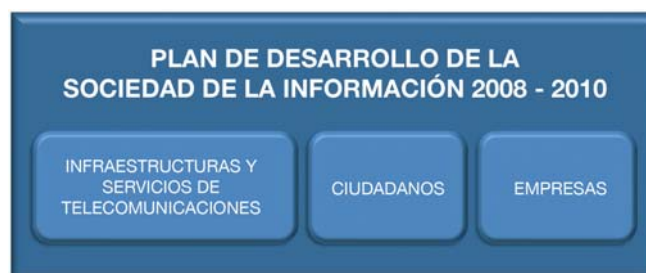 PLAN DE DESARROLLO DE LA
SOCIEDAD DE LA INFORMACIÓN 2008 - 2010
INFRAESTRUCTURAS Y
SERVICIOS DE
TELECOMUNICACIONES
CIUDADANOS
EMPRESAS